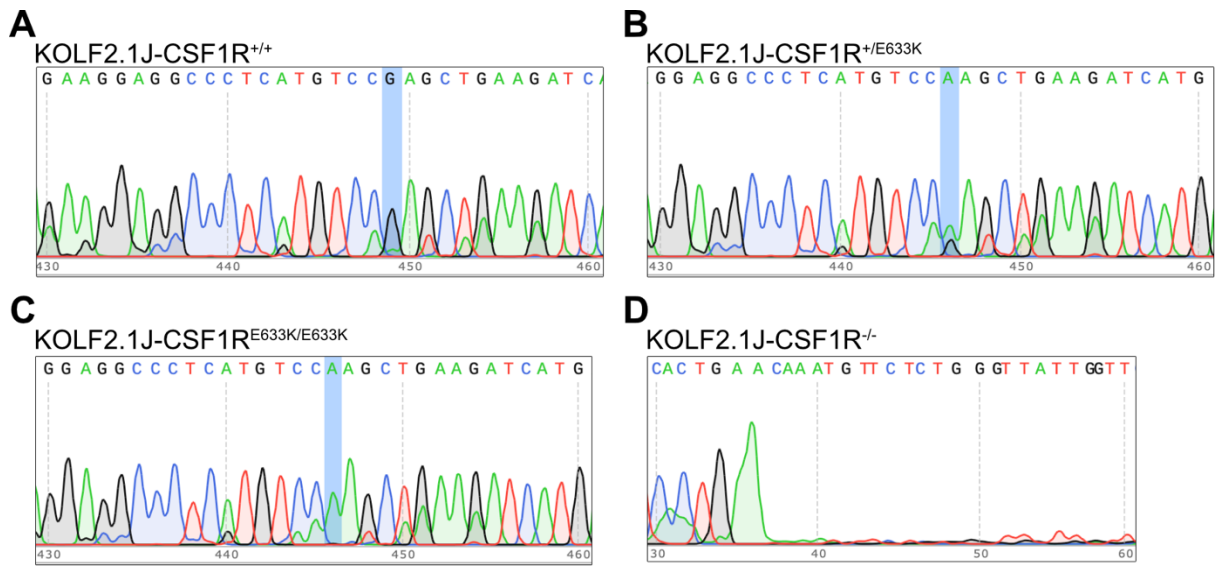 A
KOLF2.1J-CSF1R+/+
G A A G G A G G C C C T C A T G T C C G A G C T G A A G A T C A
430 440 450 460
B
KOLF2.1J-CSF1R+/E633K
G G A G G C C C T C A T G T C C A A G C T G A A G A T C A T G
430 440 450 460
C
KOLF2.1J-CSF1RE633K/E633K
G G A G G C C C T C A T G T C C A A G C T G A A G A T C A T G
430 440 450 460
D
KOLF2.1J-CSF1R-/-
C A C T G A A C A A A T G T T C T C T G G G T T A T T G G T T
30 40 50 60